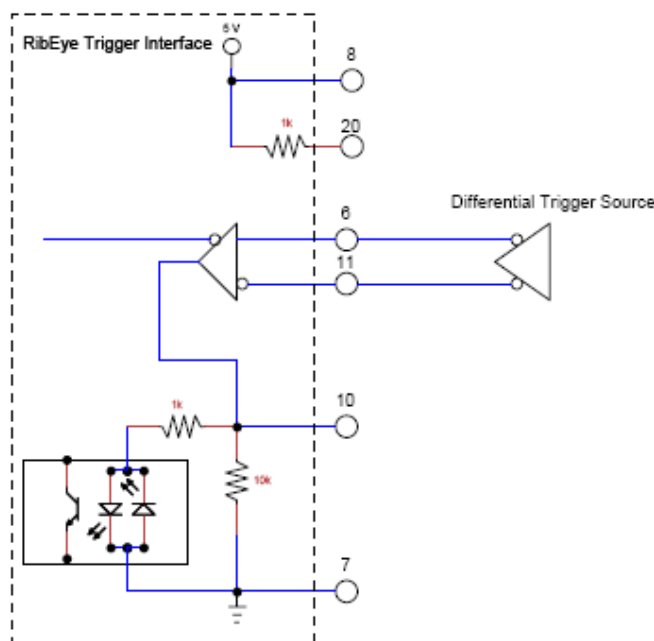 5 V
RibEye Trigger Interface
8
1k
20
6
Differential Trigger Source
11
1k
10
10k
7